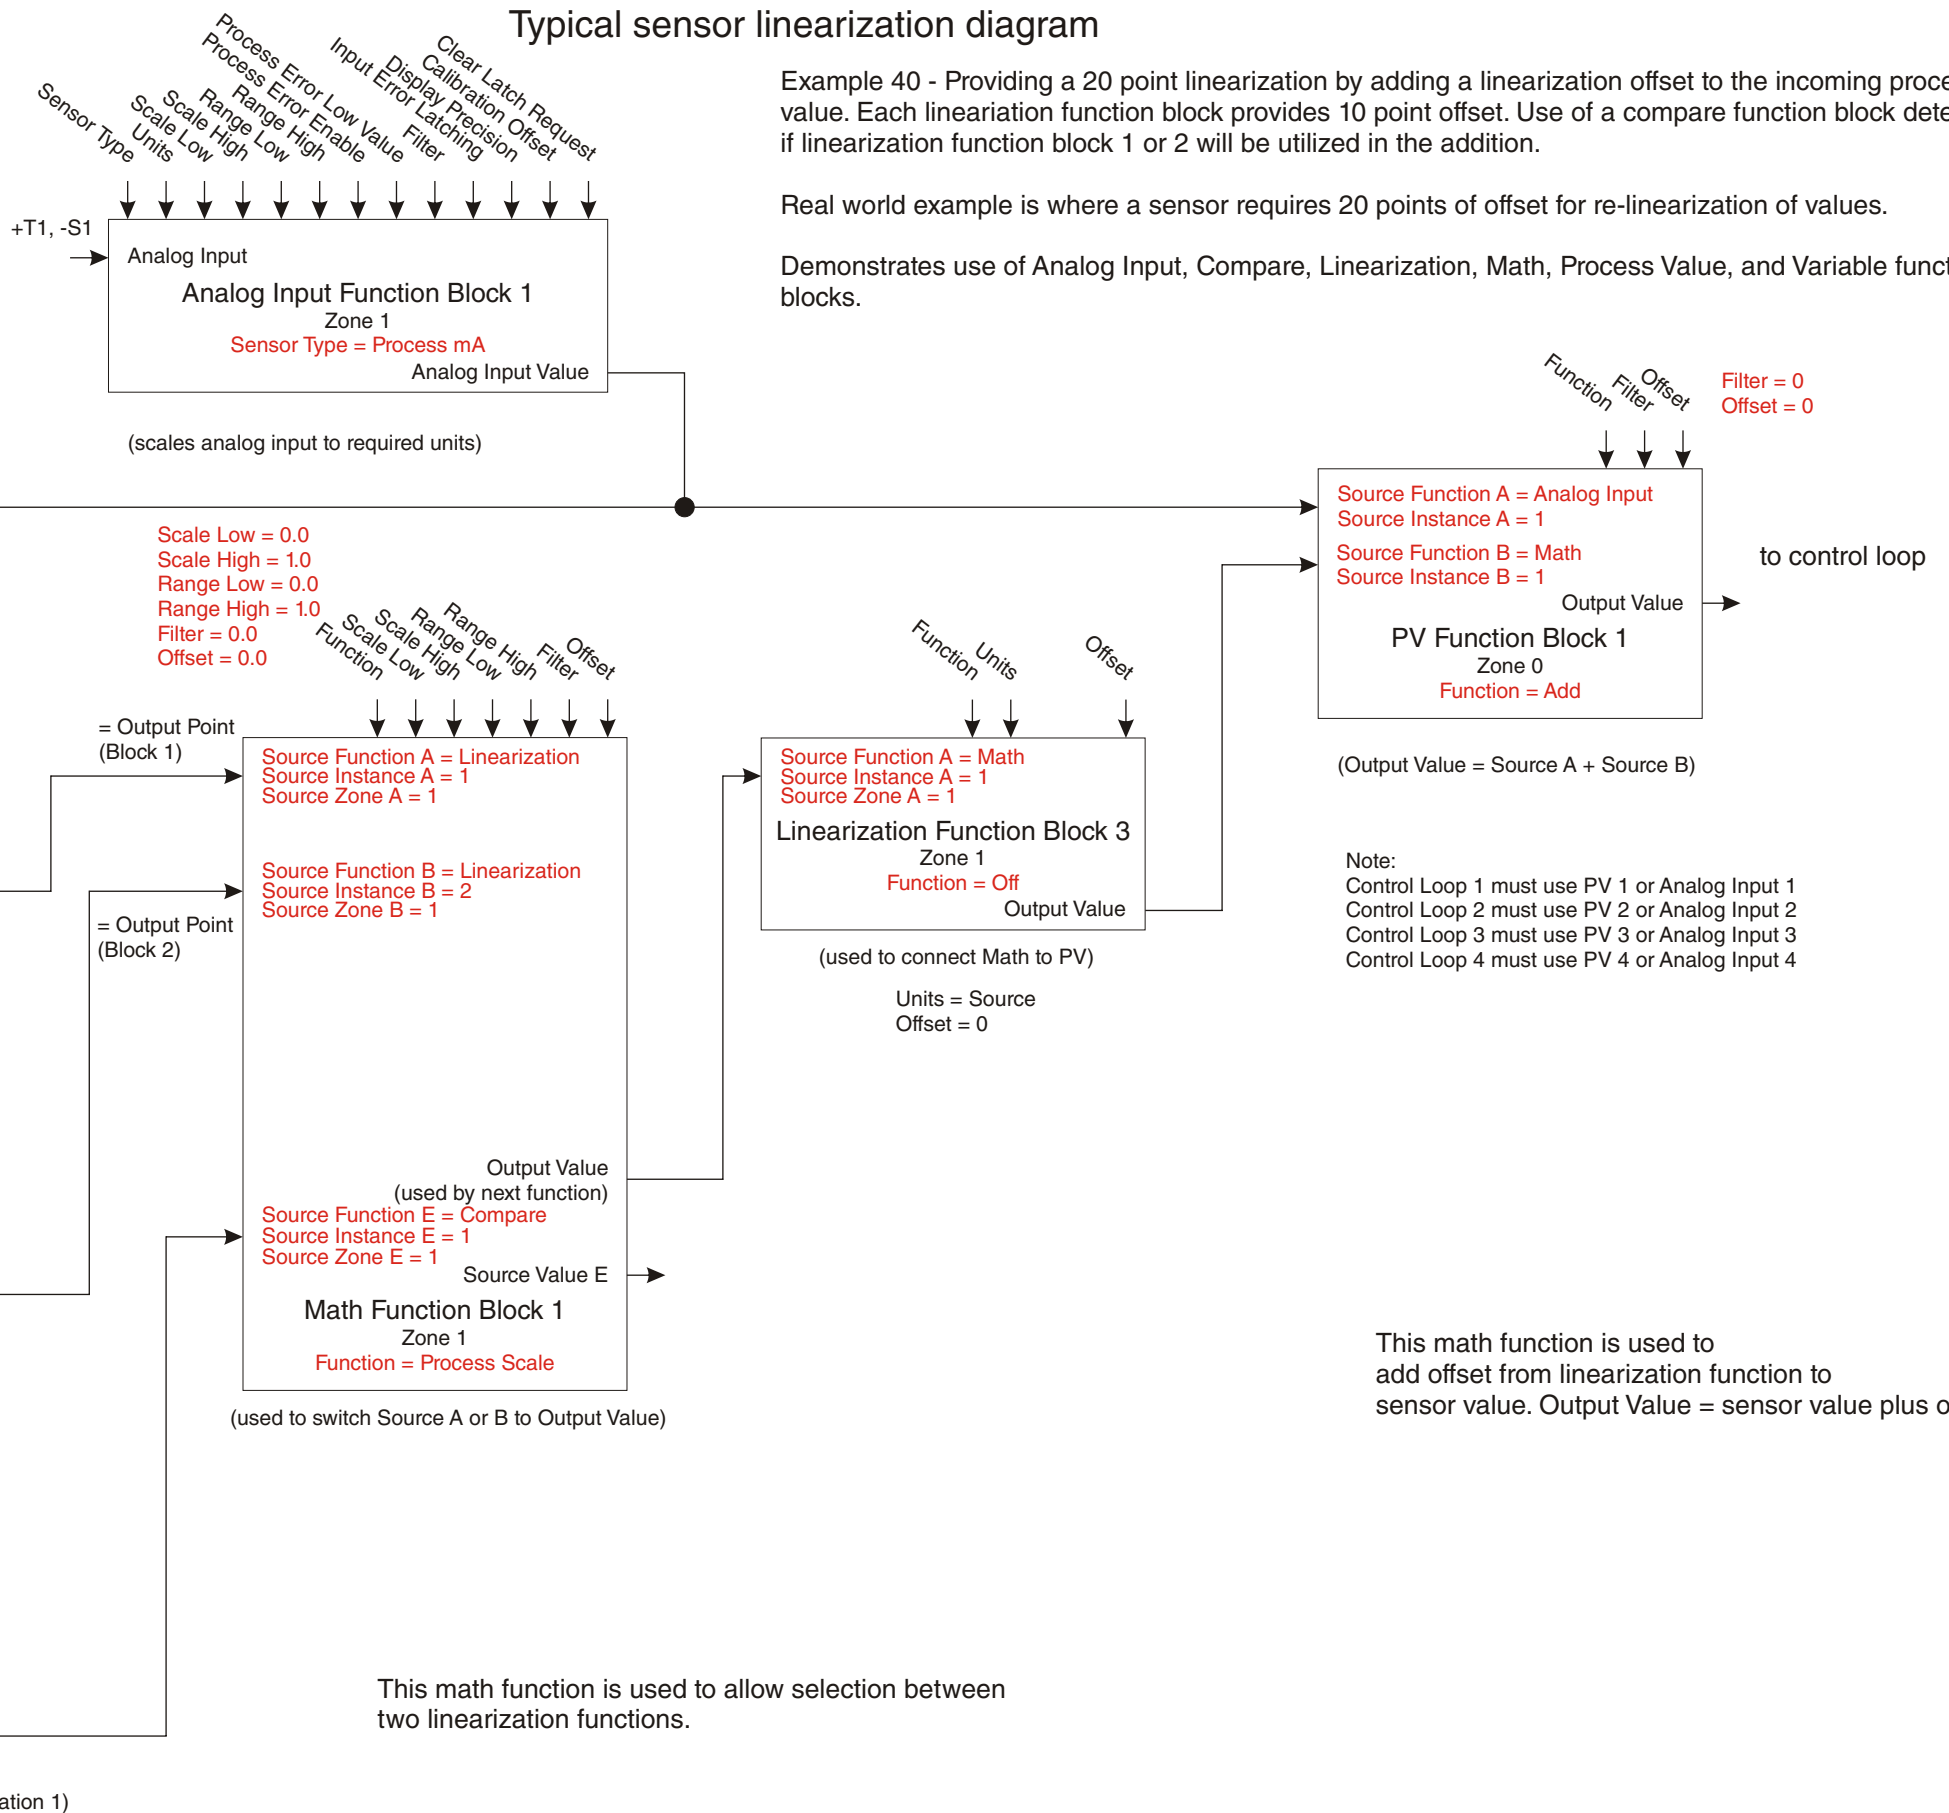 Typical sensor linearization diagram
Example 40 - Providing a 20 point linearization by adding a linearization offset to the incoming proce
value. Each lineariation function block provides 10 point offset. Use of a compare function block dete
if linearization function block 1 or 2 will be utilized in the addition.
Real world example is where a sensor requires 20 points of offset for re-linearization of values.
Demonstrates use of Analog Input, Compare, Linearization, Math, Process Value, and Variable funct
blocks.
Sensor Type
Units
Scale Low
Scale High
Range Low
Range High
Process Error Enable
Process Error Low Value
Filter
Input Error Latching
Display Precision
Calibration Offset
Clear Latch Request
+T1, -S1
Analog Input
Analog Input Function Block 1
Zone 1
Sensor Type = Process mA
Analog Input Value
(scales analog input to required units)
Function
Filter
Offset
Filter = 0
Offset = 0
Source Function A = Analog Input
Source Instance A = 1
Source Function B = Math
Source Instance B = 1
Output Value
PV Function Block 1
Zone 0
Function = Add
to control loop
(Output Value = Source A + Source B)
Scale Low = 0.0
Scale High = 1.0
Range Low = 0.0
Range High = 1.0
Filter = 0.0
Offset = 0.0
Function
Scale Low
Scale High
Range Low
Range High
Filter
Offset
= Output Point
(Block 1)
Source Function A = Linearization
Source Instance A = 1
Source Zone A = 1
Source Function B = Linearization
Source Instance B = 2
Source Zone B = 1
= Output Point
(Block 2)
Output Value
(used by next function)
Source Function E = Compare
Source Instance E = 1
Source Zone E = 1
Source Value E
Math Function Block 1
Zone 1
Function = Process Scale
(used to switch Source A or B to Output Value)
Function
Units
Offset
Source Function A = Math
Source Instance A = 1
Source Zone A = 1
Linearization Function Block 3
Zone 1
Function = Off
Output Value
(used to connect Math to PV)
Units = Source
Offset = 0
Note:
Control Loop 1 must use PV 1 or Analog Input 1
Control Loop 2 must use PV 2 or Analog Input 2
Control Loop 3 must use PV 3 or Analog Input 3
Control Loop 4 must use PV 4 or Analog Input 4
This math function is used to
add offset from linearization function to
sensor value. Output Value = sensor value plus o
This math function is used to allow selection between
two linearization functions.
ation 1)